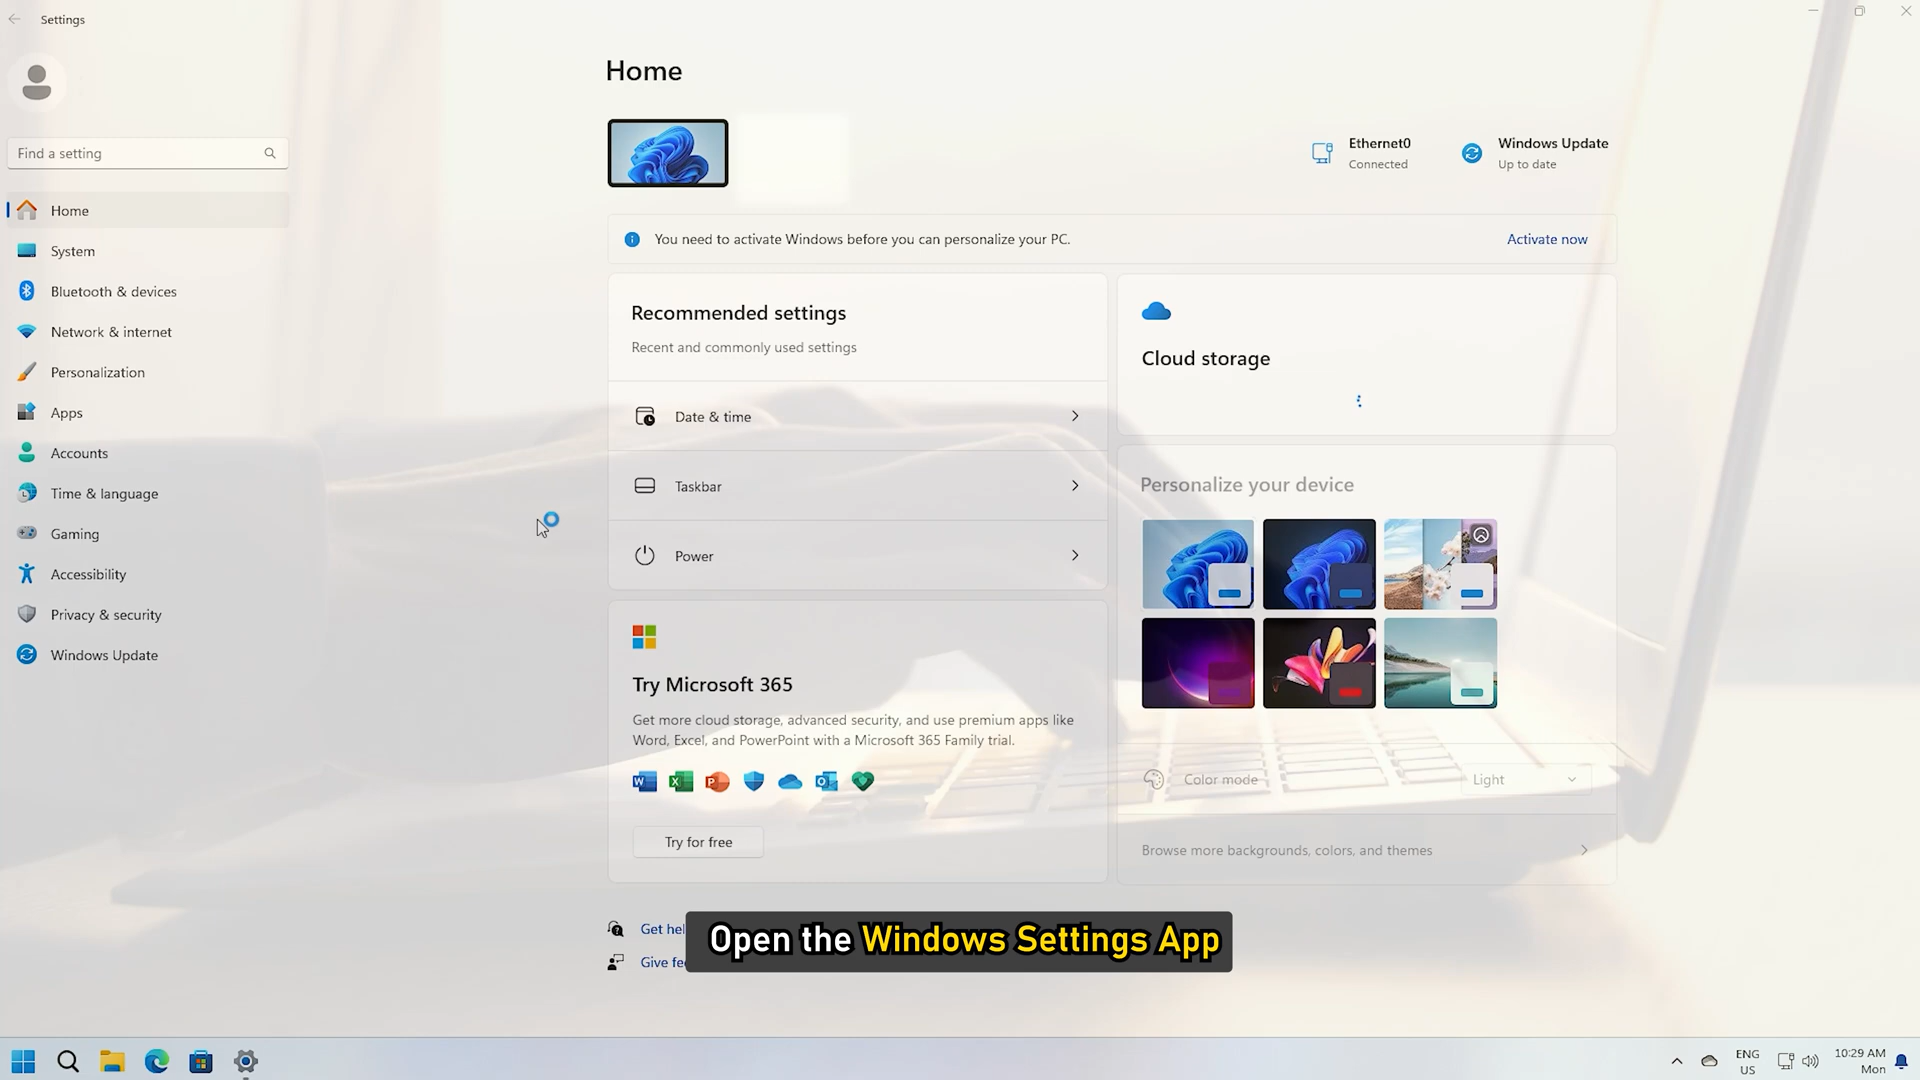 Settings
Find a setting
Home
System
Bluetooth & devices
Network & internet
Personalization
Apps
Accounts
Time & language
Gaming
Accessibility
Privacy & security
Windows Update
Home
Ethernet0
Connected
Windows Update
Up to date
You need to activate Windows before you can personalize your PC.
Activate now
Recommended settings
Recent and commonly used settings
Date & time
Taskbar
Power
Try Microsoft 365
Get more cloud storage, advanced security, and use premium apps like
Word, Excel, and PowerPoint with a Microsoft 365 Family trial.
Try for free
Cloud storage
Personalize your device
Color mode
Light
Browse more backgrounds, colors, and themes
Get hel
Give fe
Open the Windows Settings App
ENG
US
10:29 AM
Mon